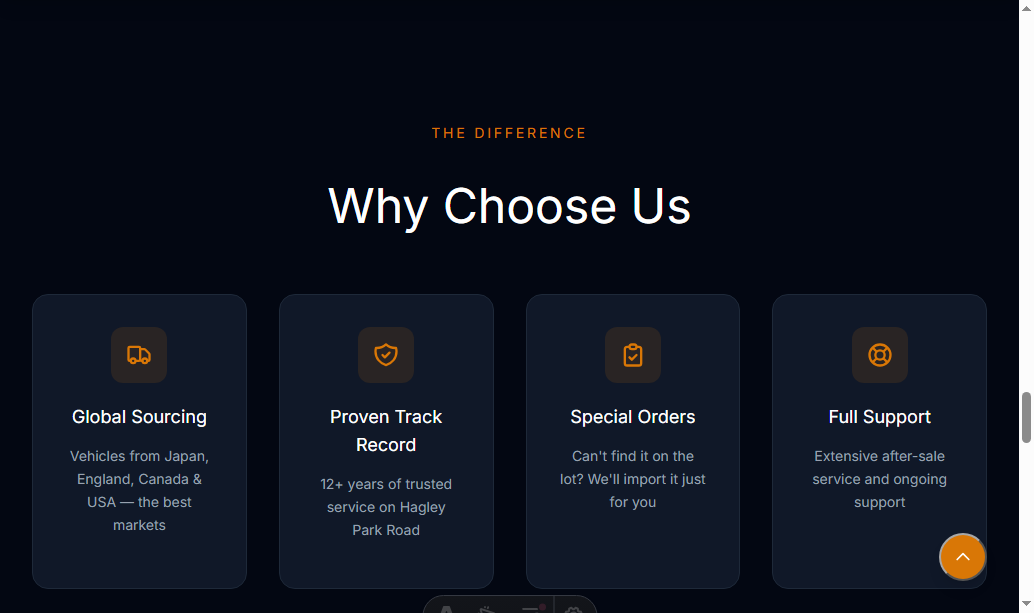 THE DIFFERENCE
Why Choose Us
Global Sourcing
Vehicles from Japan,
England, Canada &
USA — the best
markets
Proven Track
Record
12+ years of trusted
service on Hagley
Park Road
Special Orders
Can't find it on the
lot? We'll import it just
for you
Full Support
Extensive after-sale
service and ongoing
support